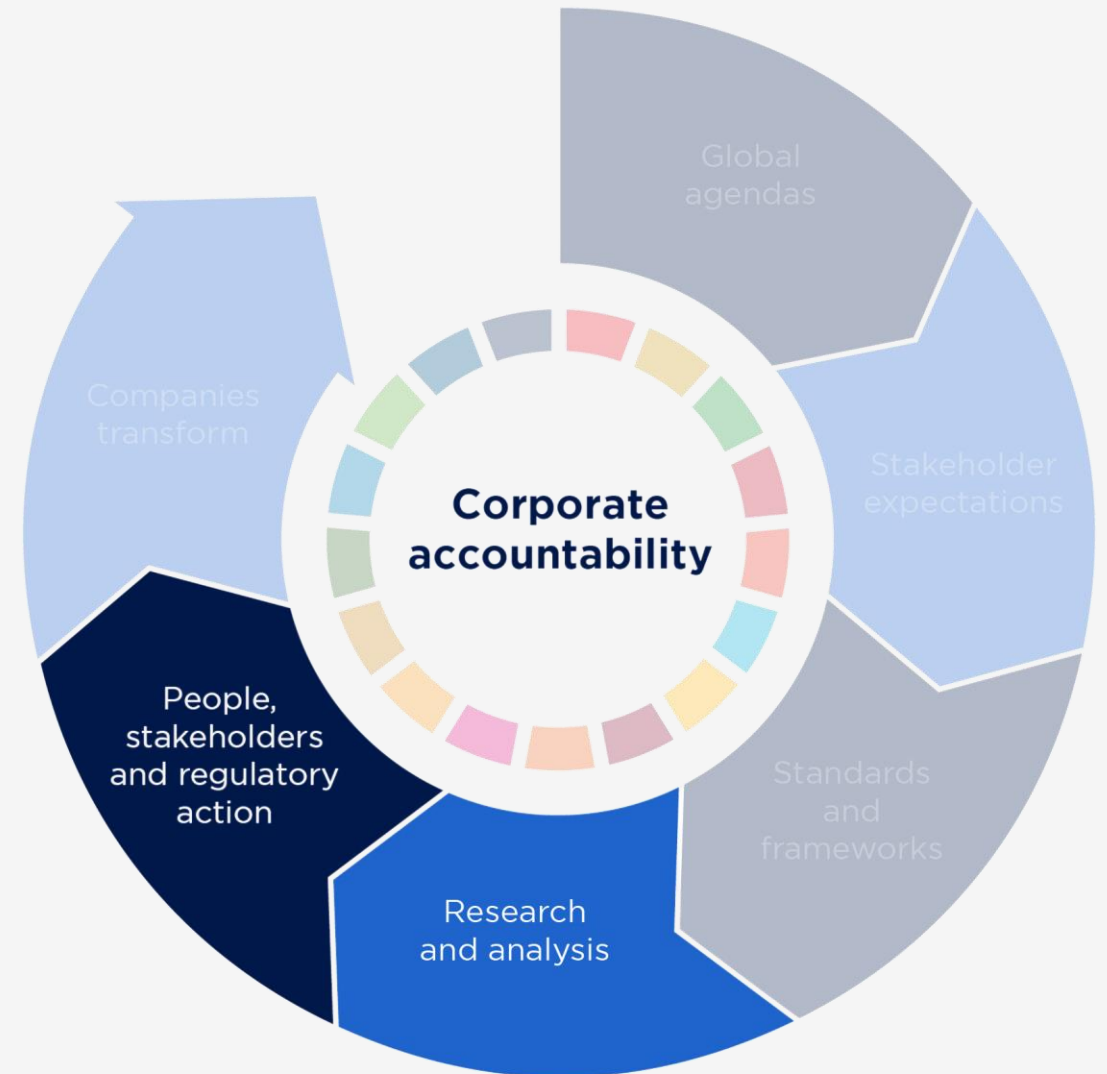 Global
agendas
Stakeholder
expectations
Standards
and
frameworks
Research
and analysis
People,
stakeholders
and regulatory
action
Companies
transform
Corporate
accountability